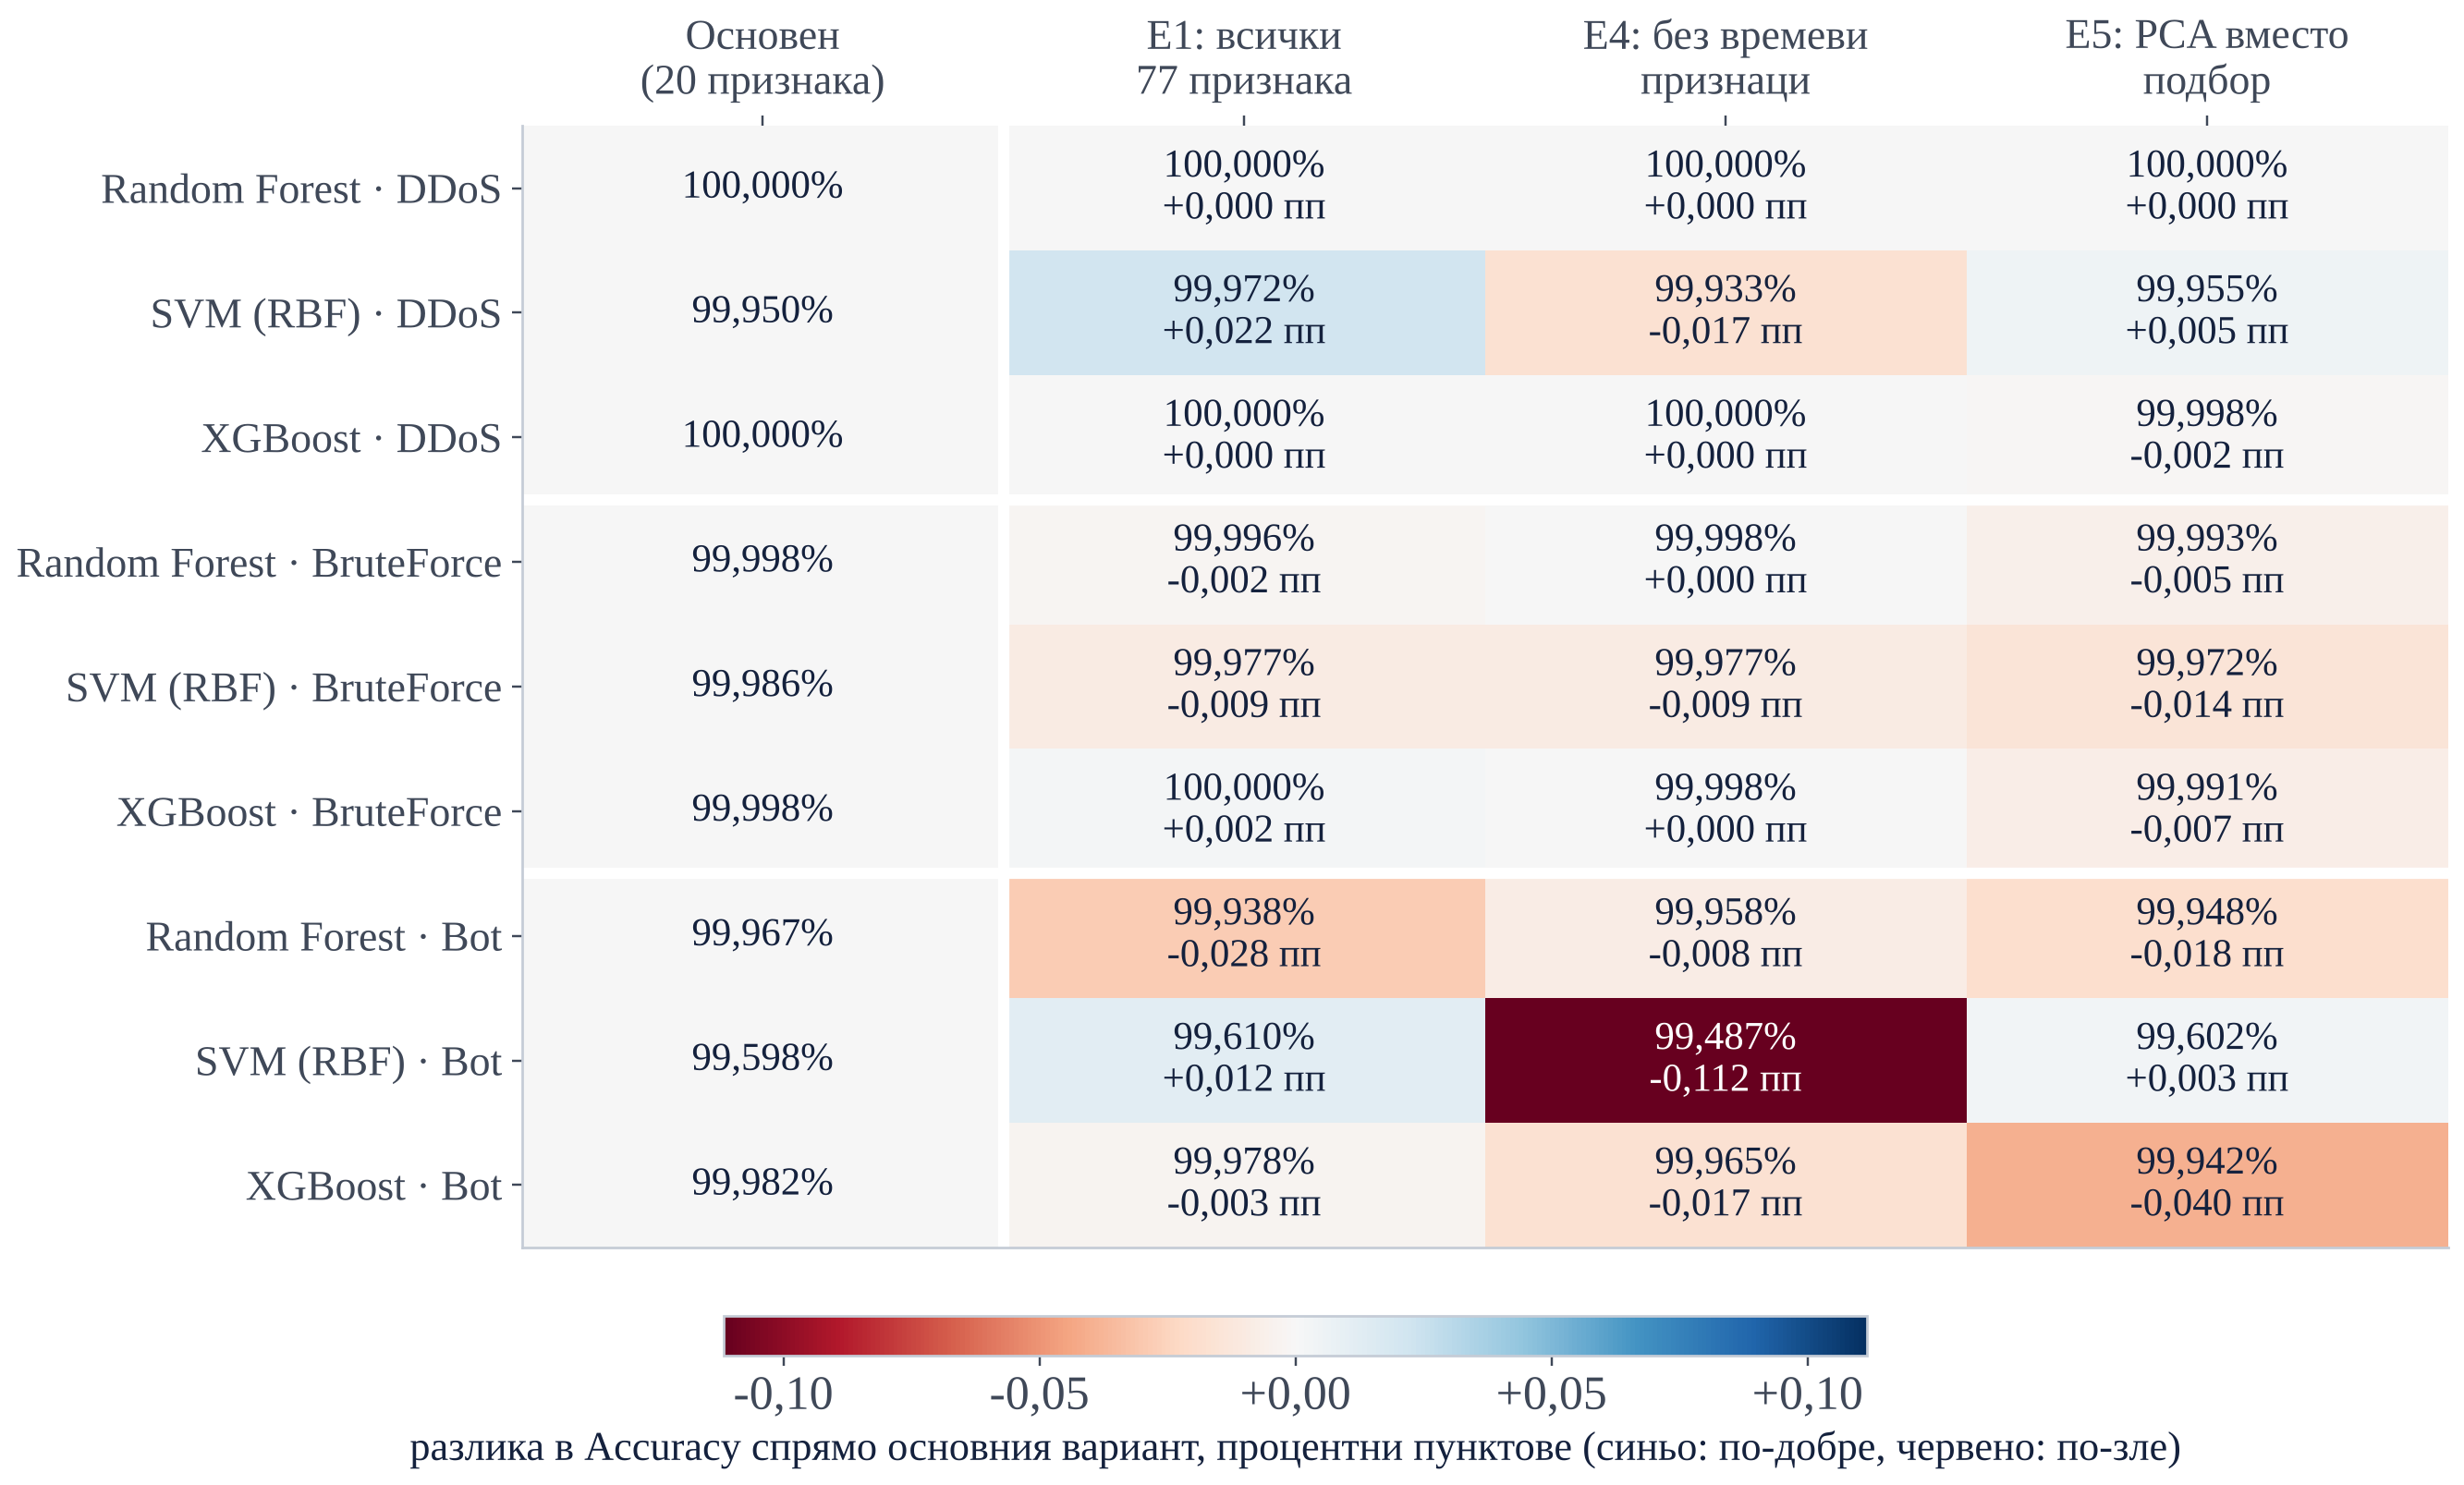 Основен
(20 признака)
E1: всички
77 признака
E4: без времеви
признаци
E5: PCA вместо
подбор
Random Forest · DDoS
100,000%
100,000%
+0,000 пп
100,000%
+0,000 пп
100,000%
+0,000 пп
SVM (RBF) · DDoS
99,950%
99,972%
+0,022 пп
99,933%
-0,017 пп
99,955%
+0,005 пп
XGBoost · DDoS
100,000%
100,000%
+0,000 пп
100,000%
+0,000 пп
99,998%
-0,002 пп
Random Forest · BruteForce
99,998%
99,996%
-0,002 пп
99,998%
+0,000 пп
99,993%
-0,005 пп
SVM (RBF) · BruteForce
99,986%
99,977%
-0,009 пп
99,977%
-0,009 пп
99,972%
-0,014 пп
XGBoost · BruteForce
99,998%
100,000%
+0,002 пп
99,998%
+0,000 пп
99,991%
-0,007 пп
Random Forest · Bot
99,967%
99,938%
-0,028 пп
99,958%
-0,008 пп
99,948%
-0,018 пп
SVM (RBF) · Bot
99,598%
99,610%
+0,012 пп
99,487%
-0,112 пп
99,602%
+0,003 пп
XGBoost · Bot
99,982%
99,978%
-0,003 пп
99,965%
-0,017 пп
99,942%
-0,040 пп
-0,10
-0,05
+0,00
+0,05
+0,10
разлика в Accuracy спрямо основния вариант, процентни пунктове (синьо: по-добре, червено: по-зле)